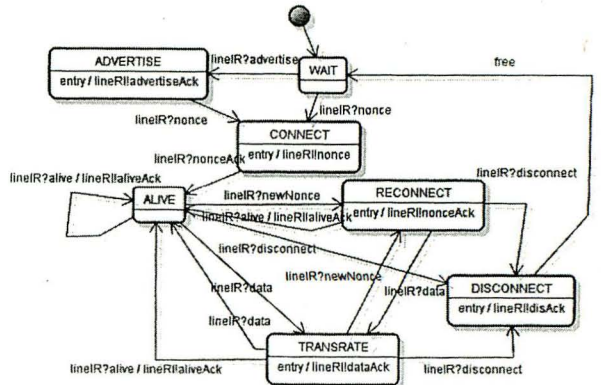 ADVERTISE
entry / lineRI!advertiseAck
lineIR?advertise
WAIT
free
lineIR?nonce
lineIR?nonce
CONNECT
entry / lineRI!nonce
lineIR?nonceAck
lineIR?alive / lineRI!aliveAck
ALIVE
lineIR?newNonce
RECONNECT
entry / lineRI!nonceAck
lineIR?disconnect
lineIR?alive / lineRI!aliveAck
lineIR?disconnect
lineIR?newNonce
lineIR?data
lineIR?data
DISCONNECT
entry / lineRI!disAck
lineIR?data
TRANSRATE
entry / lineRI!dataAck
lineIR?alive / lineRI!aliveAck
lineIR?disconnect